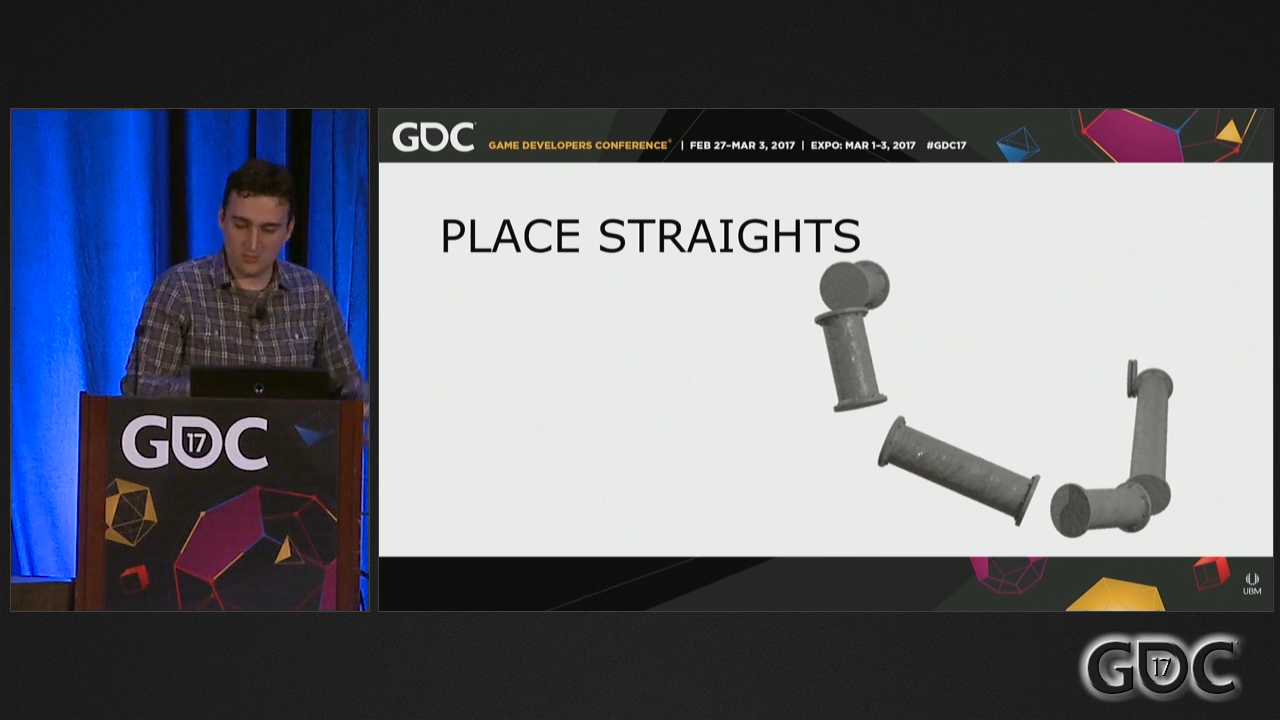 GDC
GAME DEVELOPERS CONFERENCE® | FEB 27–MAR 3, 2017 | EXPO: MAR 1–3, 2017 #GDC17
PLACE STRAIGHTS
GDC
17
UBM
GDC
17